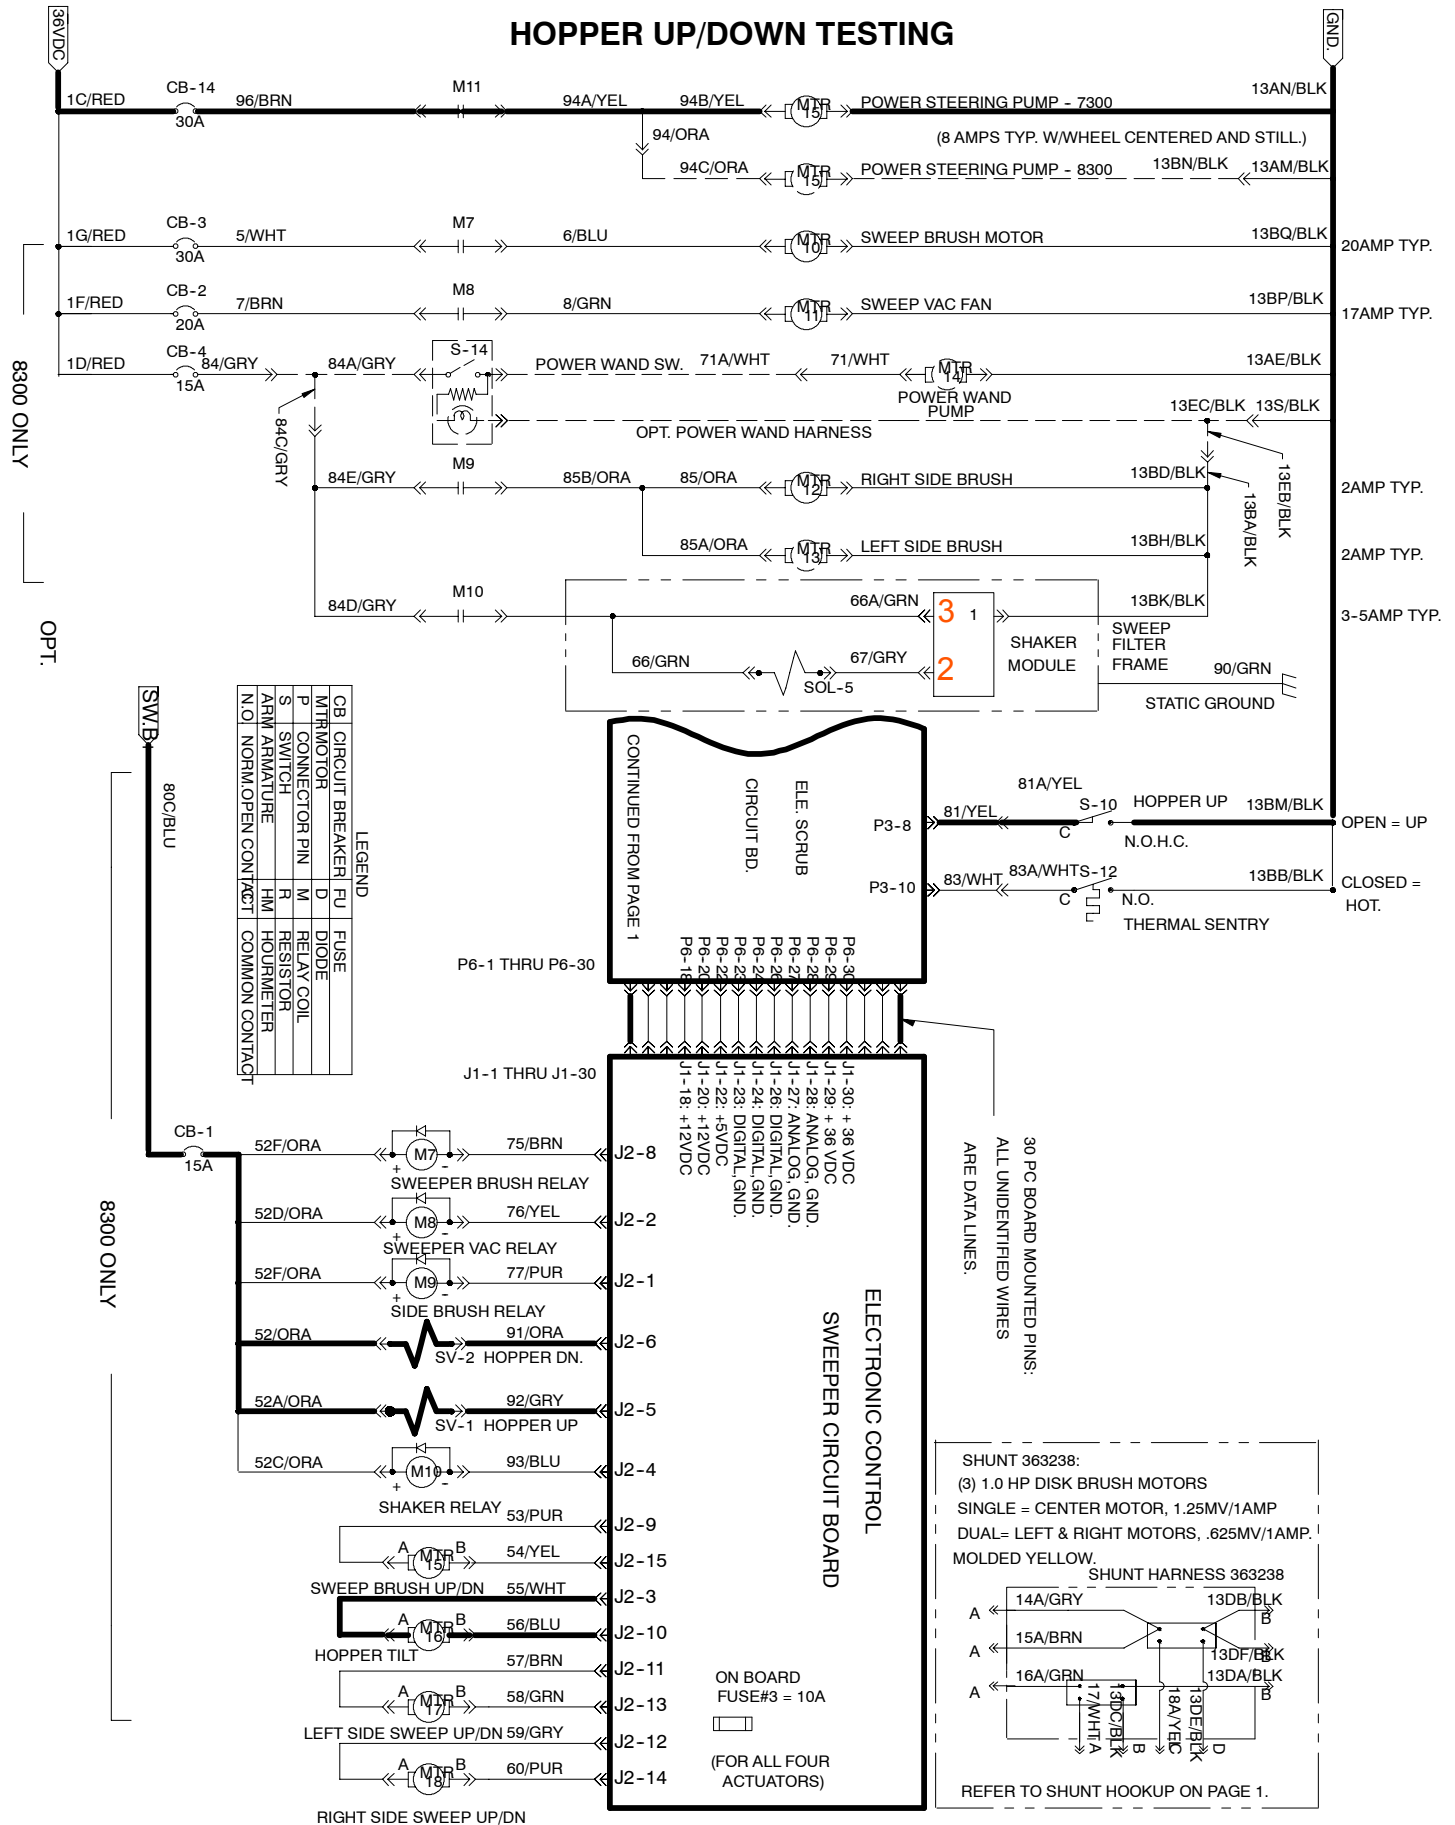 HOPPER UP/DOWN TESTING
36VDC
GND.
1C/RED
CB-14
30A
96/BRN
M11
94A/YEL
94B/YEL
MTR
15
POWER STEERING PUMP - 7300
13AN/BLK
(8 AMPS TYP. W/WHEEL CENTERED AND STILL.)
94/ORA
94C/ORA
MTR
15
POWER STEERING PUMP - 8300
13BN/BLK
13AM/BLK
1G/RED
CB-3
30A
5/WHT
M7
6/BLU
MTR
10
SWEEP BRUSH MOTOR
13BQ/BLK
20AMP TYP.
1F/RED
CB-2
20A
7/BRN
M8
8/GRN
MTR
11
SWEEP VAC FAN
13BP/BLK
17AMP TYP.
1D/RED
CB-4
15A
84/GRY
84A/GRY
S-14
POWER WAND SW.
71A/WHT
71/WHT
MTR
14
POWER WAND
PUMP
13AE/BLK
13EC/BLK
13S/BLK
OPT. POWER WAND HARNESS
8300 ONLY
84C/GRY
13EB/BLK
13BA/BLK
84E/GRY
M9
85B/ORA
85/ORA
MTR
12
RIGHT SIDE BRUSH
13BD/BLK
2AMP TYP.
85A/ORA
MTR
13
LEFT SIDE BRUSH
13BH/BLK
2AMP TYP.
84D/GRY
M10
66A/GRN
3
1
13BK/BLK
3-5AMP TYP.
OPT.
66/GRN
SOL-5
67/GRY
2
SHAKER
MODULE
SWEEP
FILTER
FRAME
90/GRN
STATIC GROUND
SW.B+
80C/BLU
LEGEND
CB CIRCUIT BREAKER FU FUSE
MTR MOTOR D DIODE
P CONNECTOR PIN M RELAY COIL
S SWITCH R RESISTOR
ARM ARMATURE HM HOURMETER
N.O. NORM.OPEN CONTACT COMMON CONTACT
CONTINUED FROM PAGE 1
CIRCUIT BD.
ELE. SCRUB
P3-8
81/YEL
81A/YEL
S-10
C
HOPPER UP
N.O.H.C.
13BM/BLK
OPEN = UP
P3-10
83/WHT
83A/WHT
S-12
C
N.O.
THERMAL SENTRY
13BB/BLK
CLOSED =
HOT.
P6-1 THRU P6-30
P6-18
P6-20
P6-22
P6-23
P6-24
P6-26
P6-27
P6-28
P6-29
P6-30
J1-1 THRU J1-30
J1-18: +12VDC
J1-20: +12VDC
J1-22: +5VDC
J1-23: DIGITAL,GND.
J1-24: DIGITAL,GND.
J1-26: DIGITAL,GND.
J1-27: ANALOG, GND.
J1-28: ANALOG, GND.
J1-29: + 36 VDC
J1-30: + 36 VDC
30 PC BOARD MOUNTED PINS:
ALL UNIDENTIFIED WIRES
ARE DATA LINES.
8300 ONLY
CB-1
15A
52F/ORA
M7
+
-
75/BRN
J2-8
SWEEPER BRUSH RELAY
52D/ORA
M8
+
-
76/YEL
J2-2
SWEEPER VAC RELAY
52F/ORA
M9
+
-
77/PUR
J2-1
SIDE BRUSH RELAY
52/ORA
91/ORA
J2-6
SV-2 HOPPER DN.
52A/ORA
92/GRY
J2-5
SV-1 HOPPER UP
52C/ORA
M10
+
-
93/BLU
J2-4
SHAKER RELAY
53/PUR
J2-9
A
MTR
15
B
54/YEL
J2-15
SWEEP BRUSH UP/DN
55/WHT
J2-3
A
MTR
16
B
56/BLU
J2-10
HOPPER TILT
57/BRN
J2-11
A
MTR
17
B
58/GRN
J2-13
LEFT SIDE SWEEP UP/DN
59/GRY
J2-12
A
MTR
18
B
60/PUR
J2-14
RIGHT SIDE SWEEP UP/DN
ELECTRONIC CONTROL
SWEEPER CIRCUIT BOARD
ON BOARD
FUSE#3 = 10A
(FOR ALL FOUR
ACTUATORS)
SHUNT 363238:
(3) 1.0 HP DISK BRUSH MOTORS
SINGLE = CENTER MOTOR, 1.25MV/1AMP
DUAL= LEFT & RIGHT MOTORS, .625MV/1AMP.
MOLDED YELLOW.
SHUNT HARNESS 363238
A
14A/GRY
13DB/BLK
B
A
15A/BRN
13DF/BLK
B
A
16A/GRN
13DA/BLK
B
17/WHT
A
13DC/BLK
B
18A/YEL
C
13DE/BLK
D
REFER TO SHUNT HOOKUP ON PAGE 1.